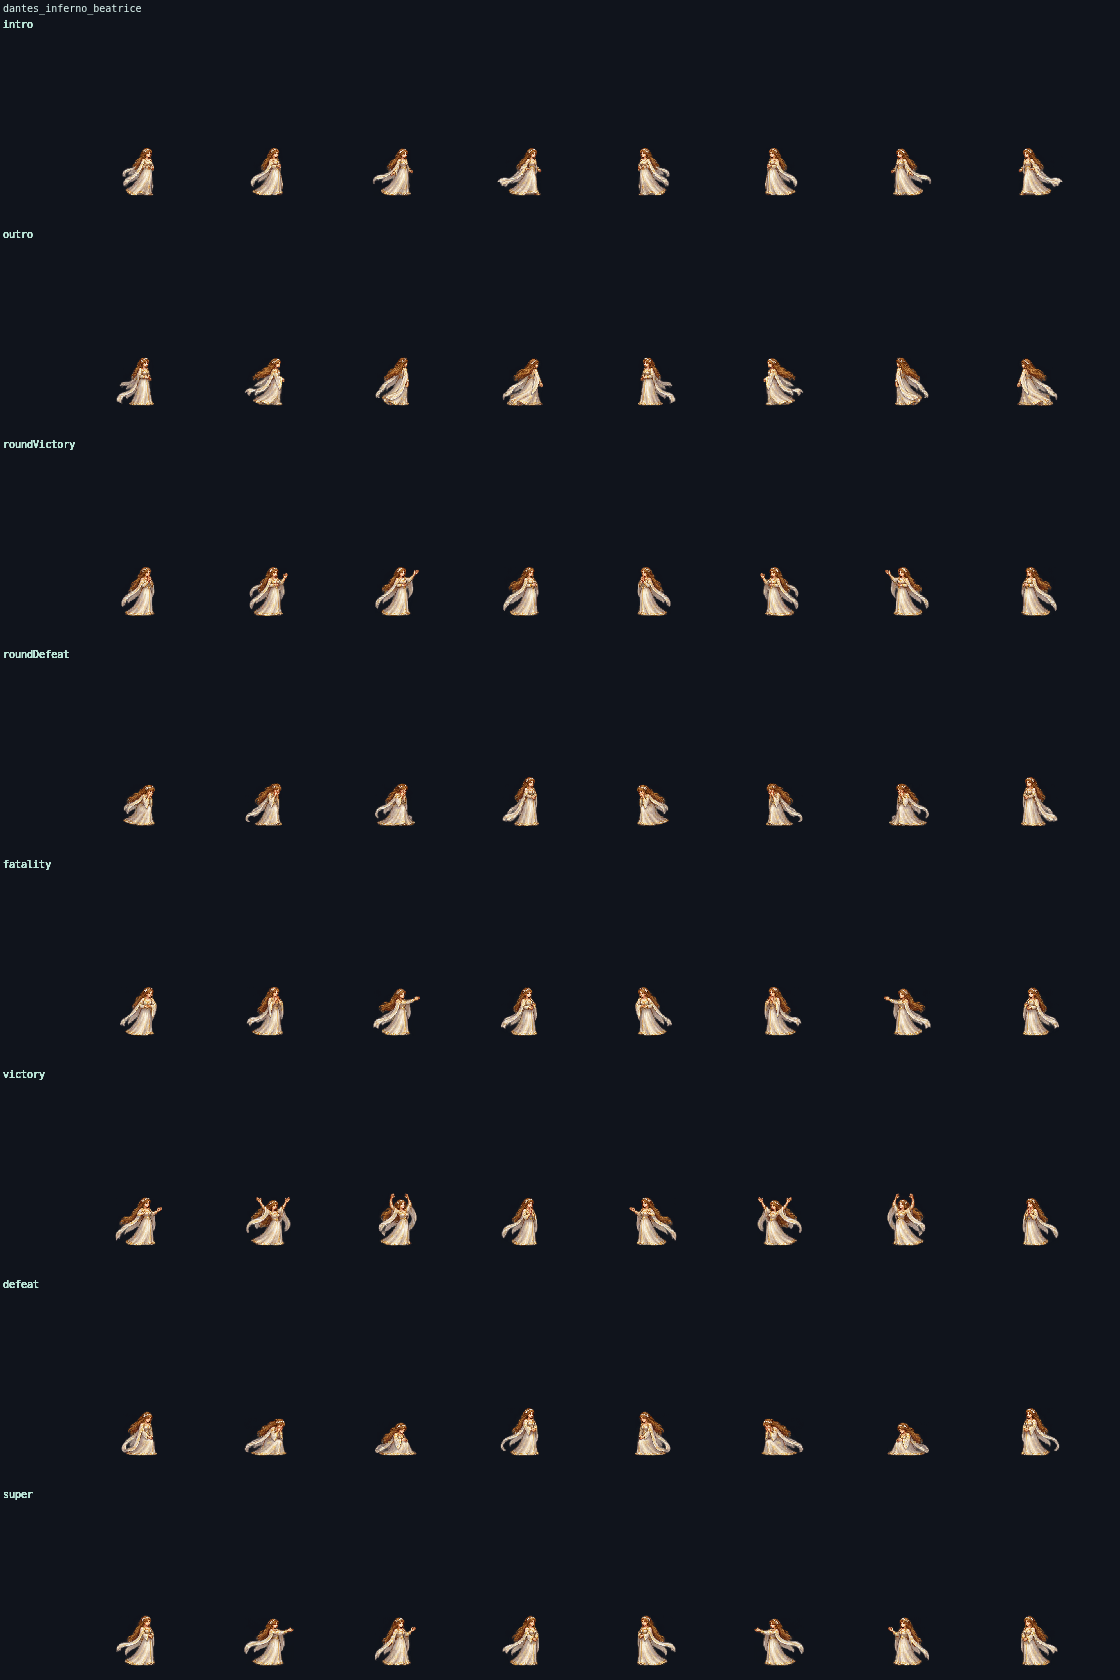 dantes_inferno_beatrice
intro
outro
roundVictory
roundDefeat
fatality
victory
defeat
super